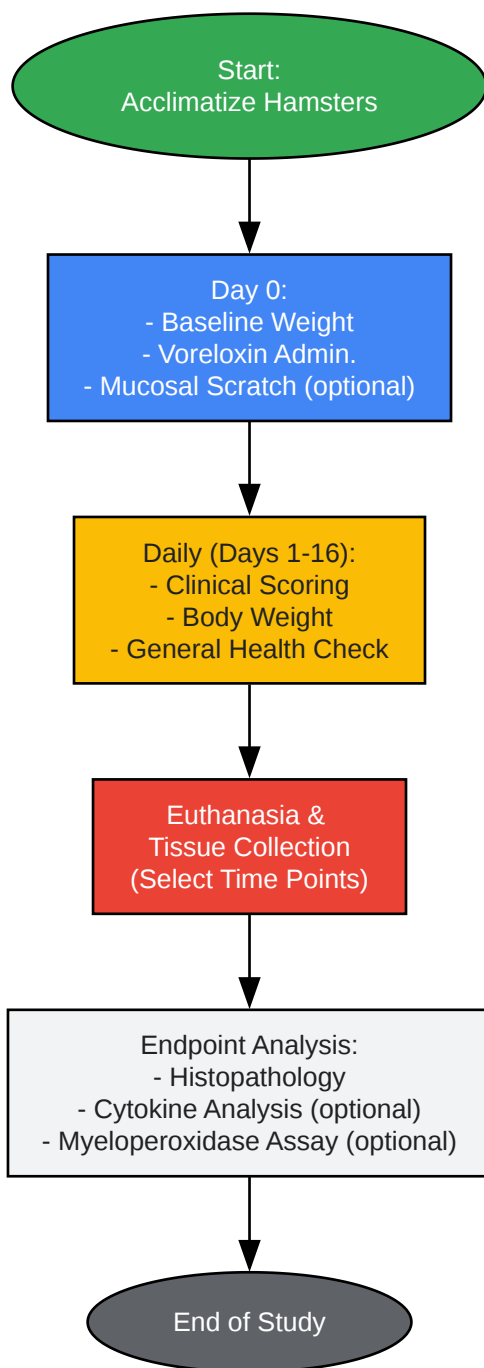 Start:
Acclimatize Hamsters
Day 0:
- Baseline Weight
- Voreloxin Admin.
- Mucosal Scratch (optional)
Daily (Days 1-16):
- Clinical Scoring
- Body Weight
- General Health Check
Euthanasia &
Tissue Collection
(Select Time Points)
Endpoint Analysis:
- Histopathology
- Cytokine Analysis (optional)
- Myeloperoxidase Assay (optional)
End of Study